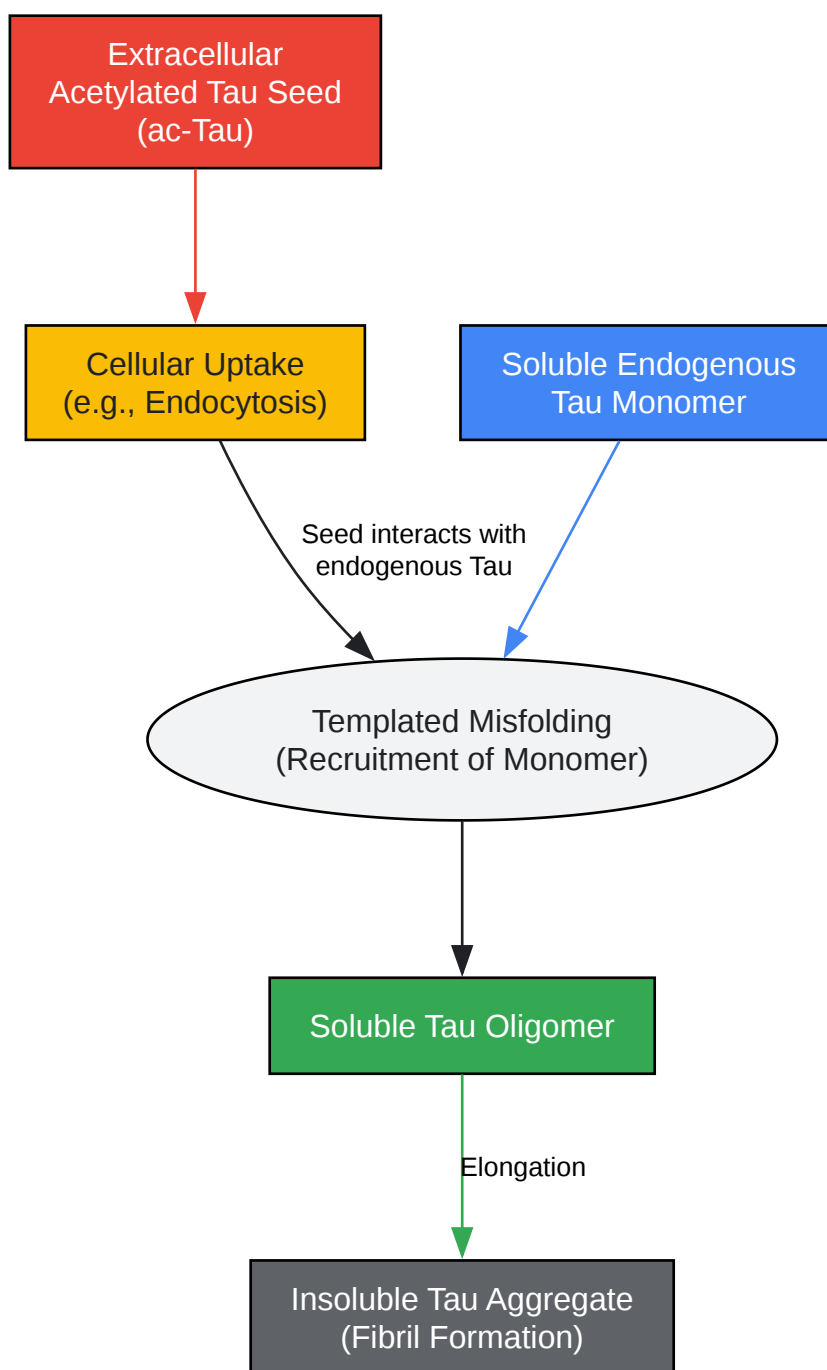 Extracellular
Acetylated Tau Seed
(ac-Tau)
Cellular Uptake
(e.g., Endocytosis)
Soluble Endogenous
Tau Monomer
Seed interacts with
endogenous Tau
Templated Misfolding
(Recruitment of Monomer)
Soluble Tau Oligomer
Elongation
Insoluble Tau Aggregate
(Fibril Formation)